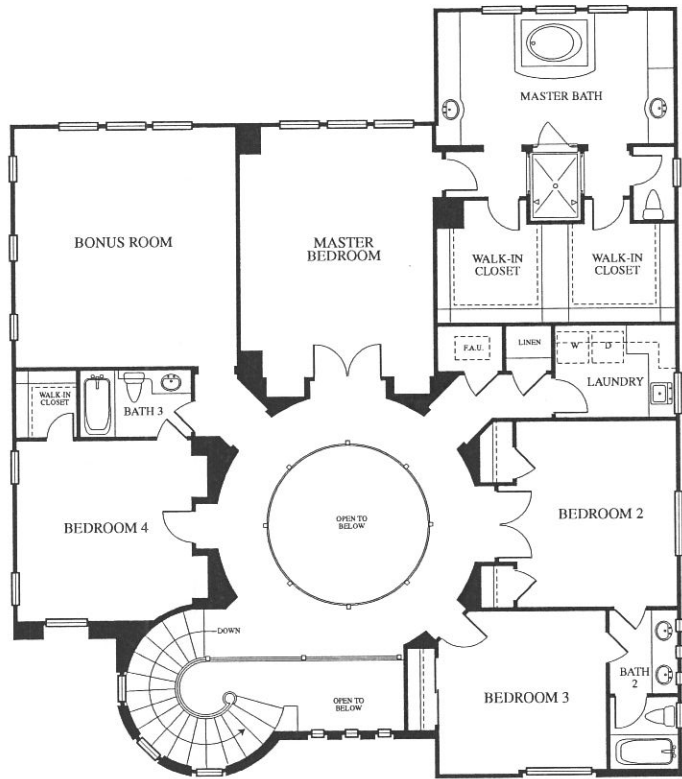 MASTER BATH
BONUS ROOM
MASTER
BEDROOM
WALK-IN
CLOSET
WALK-IN
CLOSET
F.A.U.
LINEN
W
D
LAUNDRY
WALK-IN
CLOSET
BATH 3
BEDROOM 4
OPEN TO
BELOW
BEDROOM 2
DOWN
OPEN TO
BELOW
BEDROOM 3
BATH
2